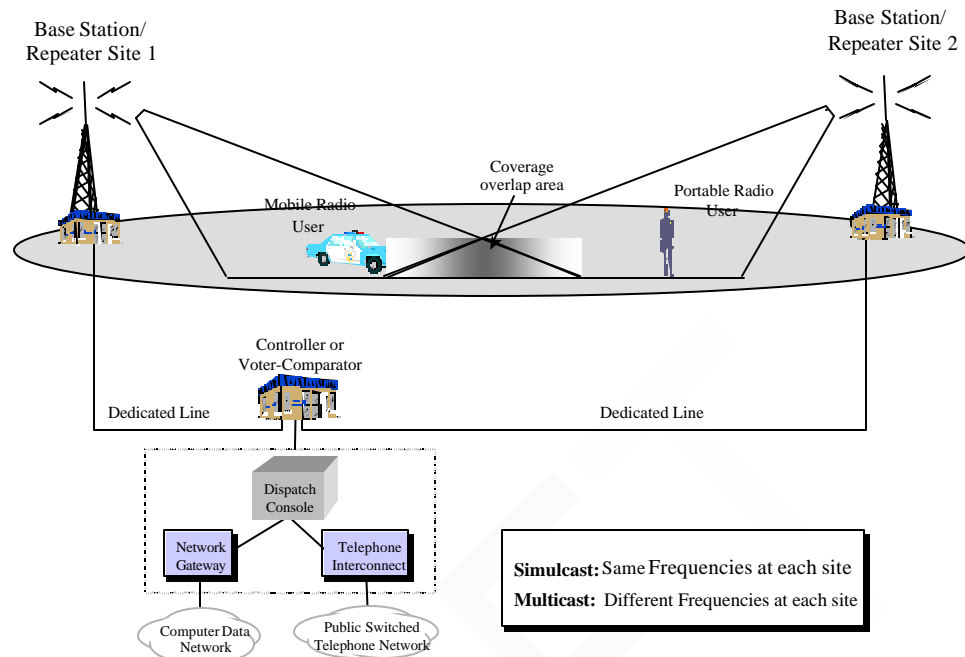 Base Station/
Repeater Site 1
Base Station/
Repeater Site 2
Coverage
overlap area
Mobile Radio
User
Portable Radio
User
Controller or
Voter-Comparator
Dedicated Line
Dedicated Line
Dispatch
Console
Network
Gateway
Telephone
Interconnect
Computer Data
Network
Public Switched
Telephone Network
Simulcast: Same Frequencies at each site
Multicast: Different Frequencies at each site